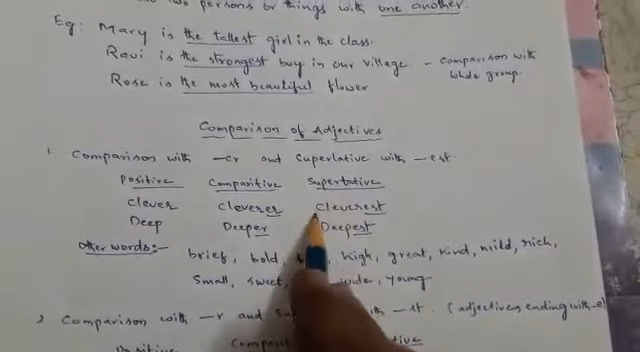 two persons or things with one another.
Eg: Mary is the tallest girl in the class.
Ravi is the strongest boy in our village. - comparison with whole group.
Rose is the most beautiful flower
Comparison of Adjectives
1. Comparison with -er and Superlative with -est.
Positive Comparitive Superlative
Clever Cleverer Cleverest
Deep Deeper Deepest
Other words:- brief, bold, high, great, kind, mild, rich,
Small, sweet, wide, young
2 Comparison with -r and with -st. (adjectives ending with -e)
Positive